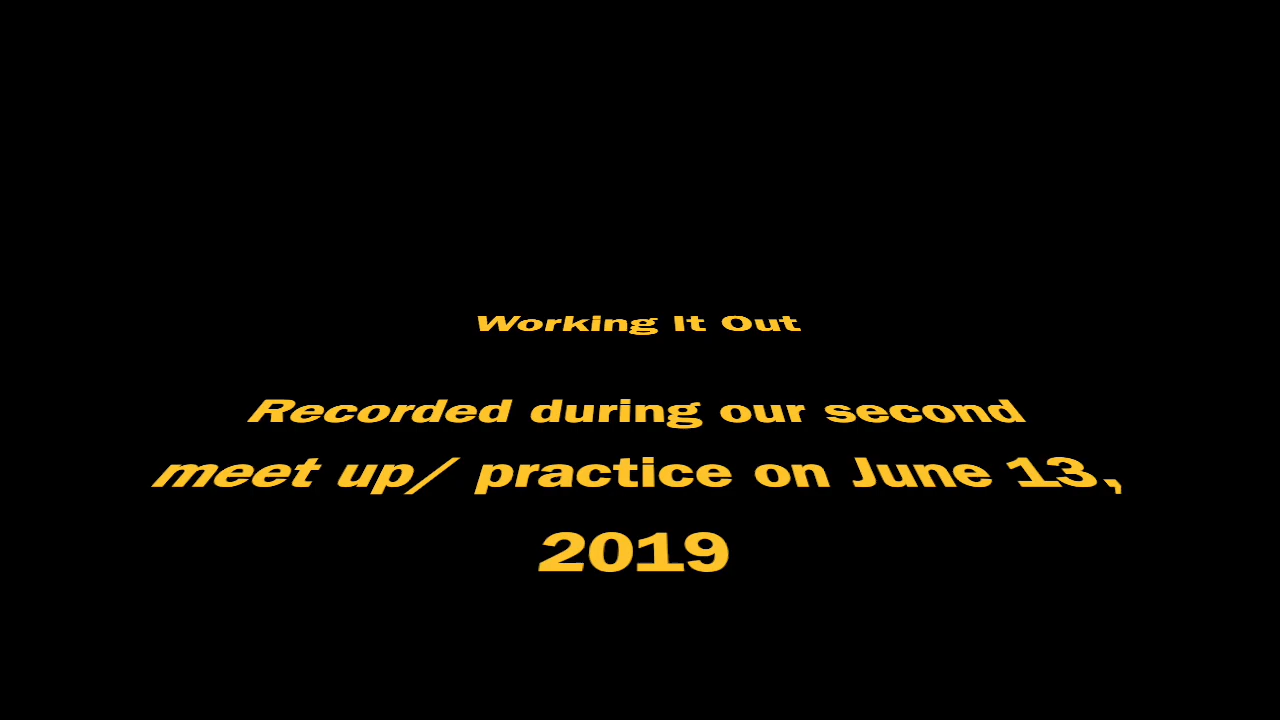 Working It Out
Recorded during our second
meet up/ practice on June 13,
2019